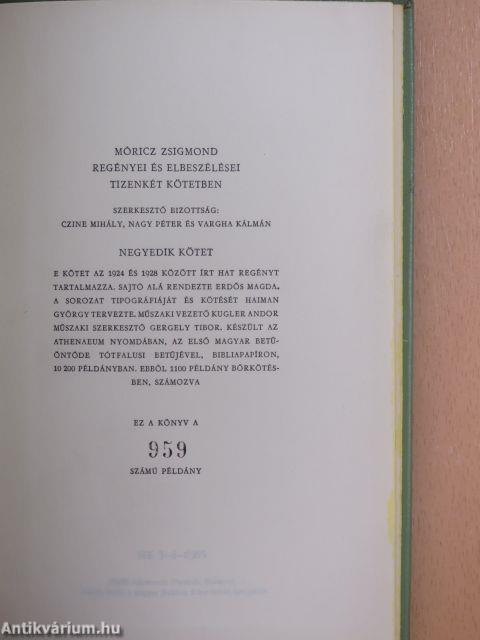 MÓRICZ ZSIGMOND
REGÉNYEI ÉS ELBESZÉLÉSEI
TIZENKÉT KÖTETBEN
SZERKESZTŐ BIZOTTSÁG:
CZINE MIHÁLY, NAGY PÉTER ÉS VARGHA KÁLMÁN
NEGYEDIK KÖTET
E KÖTET AZ 1924 ÉS 1928 KÖZÖTT ÍRT HAT REGÉNYT
TARTALMAZZA. SAJTÓ ALÁ RENDEZTE ERDŐS MAGDA.
A SOROZAT TIPOGRÁFIÁJÁT ÉS KÖTÉSÉT HAIMAN
GYÖRGY TERVEZTE. MŰSZAKI VEZETŐ KUGLER ANDOR
MŰSZAKI SZERKESZTŐ GERGELY TIBOR. KÉSZÜLT AZ
ATHENAEUM NYOMDÁBAN, AZ ELSŐ MAGYAR BETŰ-
ÖNTÖDE TÓTFALUSI BETŰJÉVEL, BIBLIAPAPÍRON,
10 200 PÉLDÁNYBAN. EBBŐL 1100 PÉLDÁNY BŐRKÖTÉS-
BEN, SZÁMOZVA
EZ A KÖNYV A
959
SZÁMÚ PÉLDÁNY
Antikvárium.hu